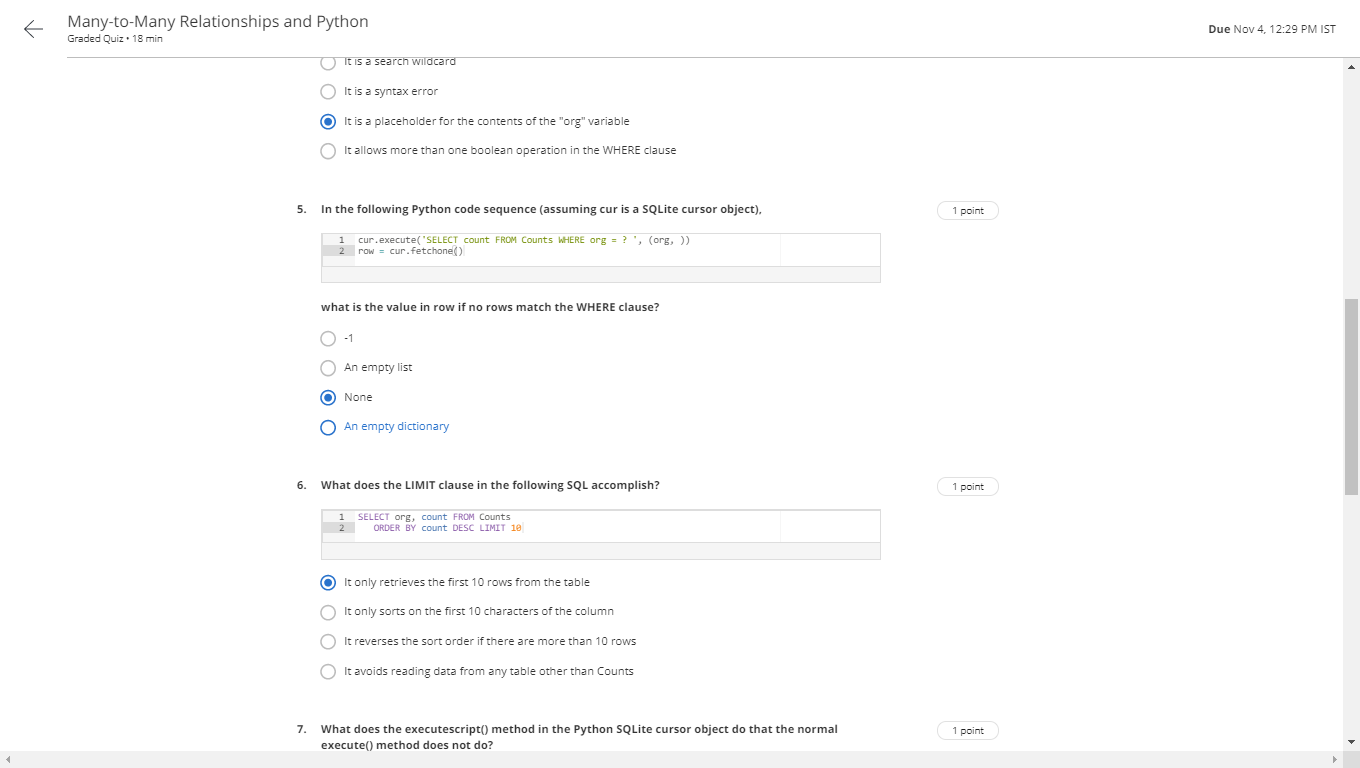 Many-to-Many Relationships and Python
Graded Quiz • 18 min
Due Nov 4, 12:29 PM IST
It is a search wildcard
It is a syntax error
It is a placeholder for the contents of the "org" variable
It allows more than one boolean operation in the WHERE clause
5. In the following Python code sequence (assuming cur is a SQLite cursor object),
1 point
1 cur.execute('SELECT count FROM Counts WHERE org = ? ', (org, ))
2 row = cur.fetchone()
what is the value in row if no rows match the WHERE clause?
-1
An empty list
None
An empty dictionary
6. What does the LIMIT clause in the following SQL accomplish?
1 point
1 SELECT org, count FROM Counts
2 ORDER BY count DESC LIMIT 10
It only retrieves the first 10 rows from the table
It only sorts on the first 10 characters of the column
It reverses the sort order if there are more than 10 rows
It avoids reading data from any table other than Counts
7. What does the executescript() method in the Python SQLite cursor object do that the normal
execute() method does not do?
1 point